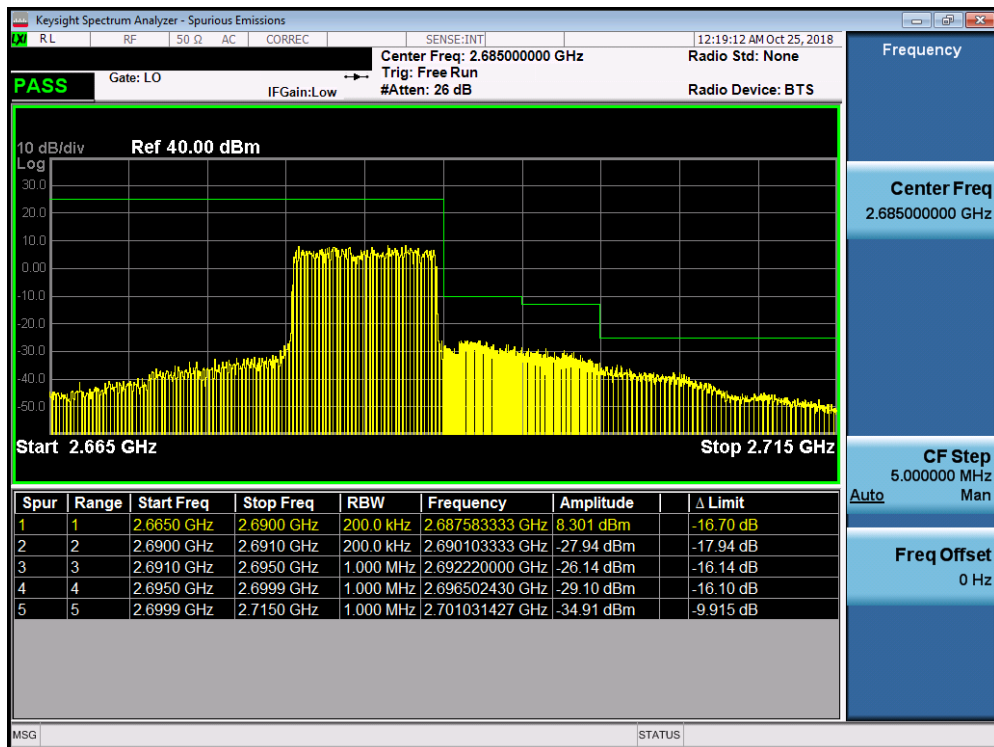 Keysight Spectrum Analyzer - Spurious Emissions
LXI RL RF 50 Ω AC CORREC SENSE:INT 12:19:12 AM Oct 25, 2018
Center Freq: 2.685000000 GHz Radio Std: None
Gate: LO Trig: Free Run
PASS IFGain:Low #Atten: 26 dB Radio Device: BTS
10 dB/div Ref 40.00 dBm
Log
30.0
20.0
10.0
0.00
-10.0
-20.0
-30.0
-40.0
-50.0
Start 2.665 GHz Stop 2.715 GHz
Spur Range Start Freq Stop Freq RBW Frequency Amplitude Δ Limit
1 1 2.6650 GHz 2.6900 GHz 200.0 kHz 2.687583333 GHz 8.301 dBm -16.70 dB
2 2 2.6900 GHz 2.6910 GHz 200.0 kHz 2.690103333 GHz -27.94 dBm -17.94 dB
3 3 2.6910 GHz 2.6950 GHz 1.000 MHz 2.692220000 GHz -26.14 dBm -16.14 dB
4 4 2.6950 GHz 2.6999 GHz 1.000 MHz 2.696502430 GHz -29.10 dBm -16.10 dB
5 5 2.6999 GHz 2.7150 GHz 1.000 MHz 2.701031427 GHz -34.91 dBm -9.915 dB
MSG STATUS
Frequency
Center Freq
2.685000000 GHz
CF Step
5.000000 MHz
Auto Man
Freq Offset
0 Hz